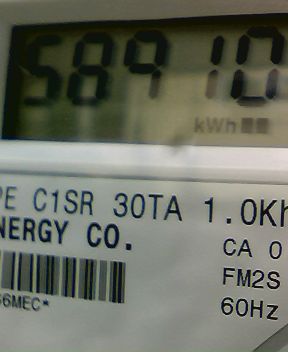 58910
kWh
PE C1SR 30TA 1.0Kh
NERGY CO.
CA 0
FM2S
6MEC*
60Hz